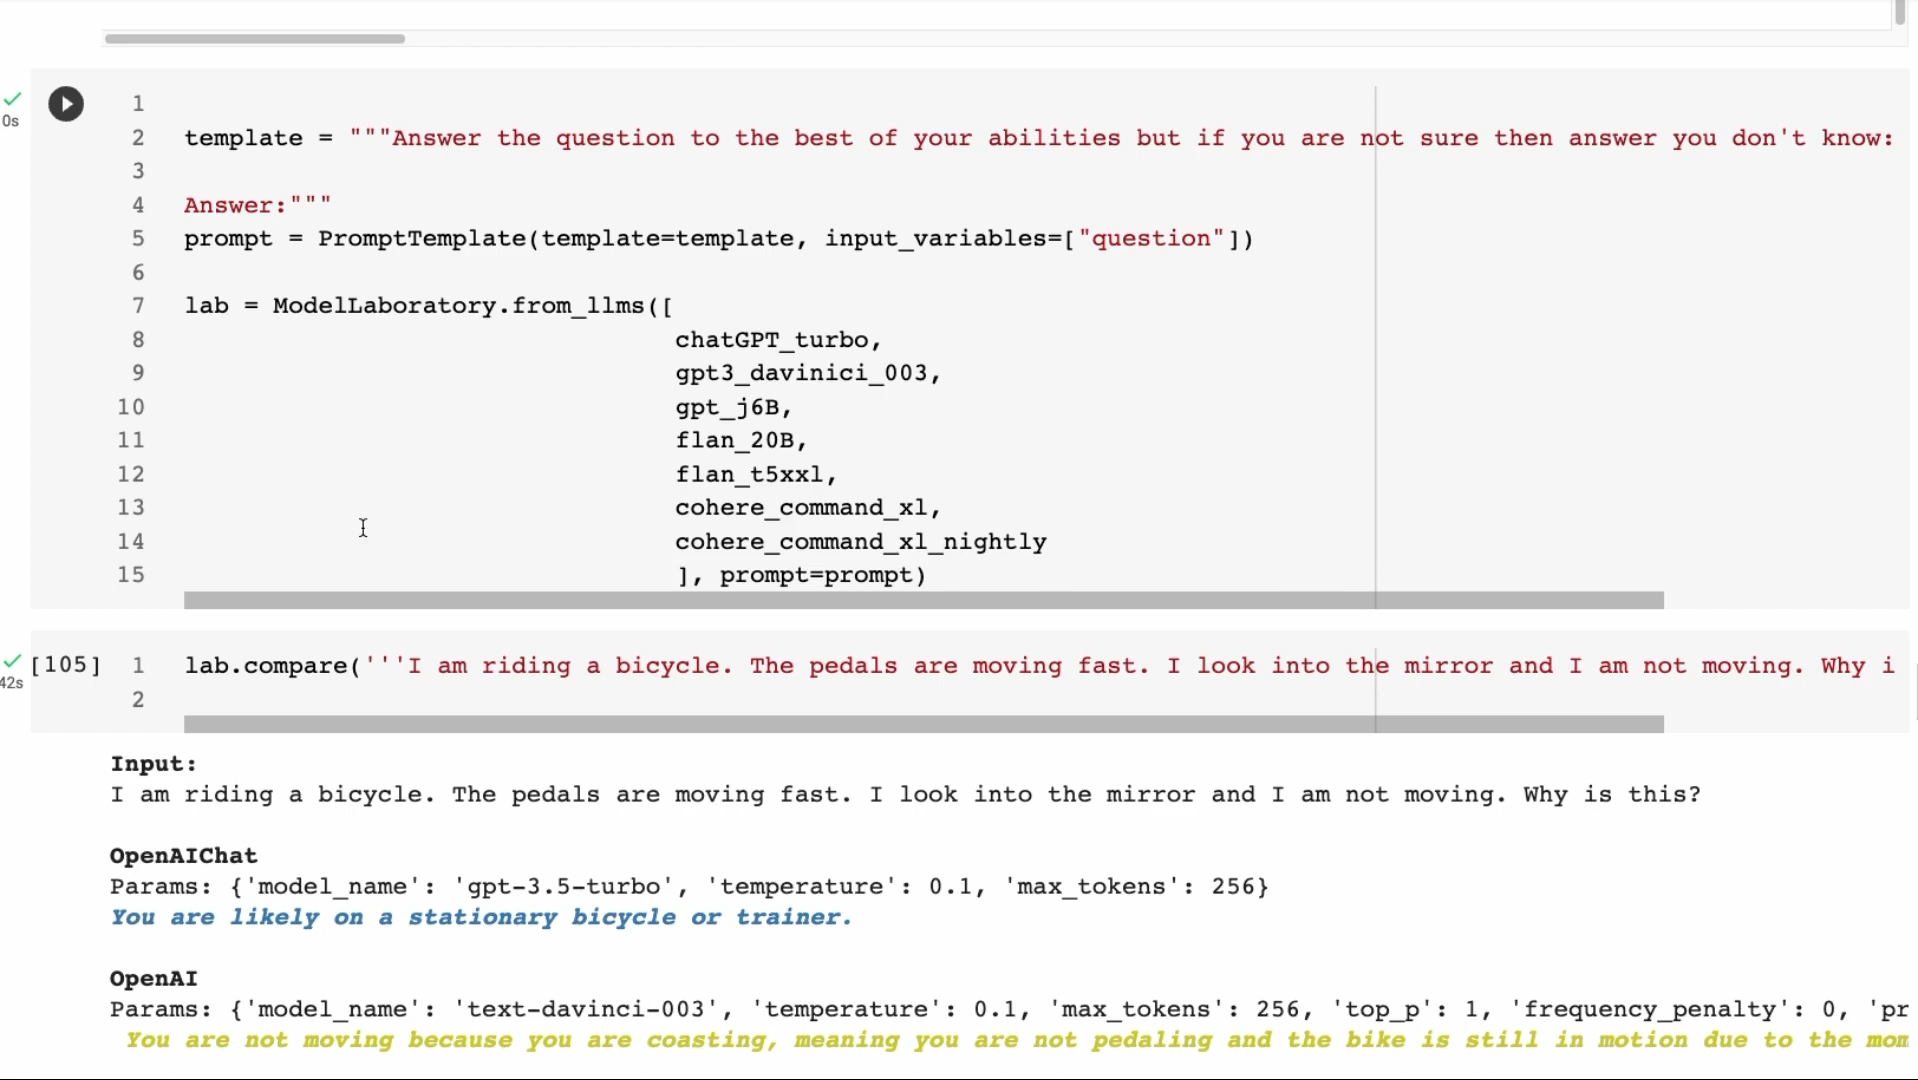 1
2 template = """Answer the question to the best of your abilities but if you are not sure then answer you don't know:
3
4 Answer:"""
5 prompt = PromptTemplate(template=template, input_variables=["question"])
6
7 lab = ModelLaboratory.from_llms([
8 chatGPT_turbo,
9 gpt3_davinici_003,
10 gpt_j6B,
11 flan_20B,
12 flan_t5xxl,
13 cohere_command_xl,
14 cohere_command_xl_nightly
15 ], prompt=prompt)
0s
[105] 1 lab.compare('''I am riding a bicycle. The pedals are moving fast. I look into the mirror and I am not moving. Why i
42s
2
Input:
I am riding a bicycle. The pedals are moving fast. I look into the mirror and I am not moving. Why is this?
OpenAIChat
Params: {'model_name': 'gpt-3.5-turbo', 'temperature': 0.1, 'max_tokens': 256}
You are likely on a stationary bicycle or trainer.
OpenAI
Params: {'model_name': 'text-davinci-003', 'temperature': 0.1, 'max_tokens': 256, 'top_p': 1, 'frequency_penalty': 0, 'pr
You are not moving because you are coasting, meaning you are not pedaling and the bike is still in motion due to the mom